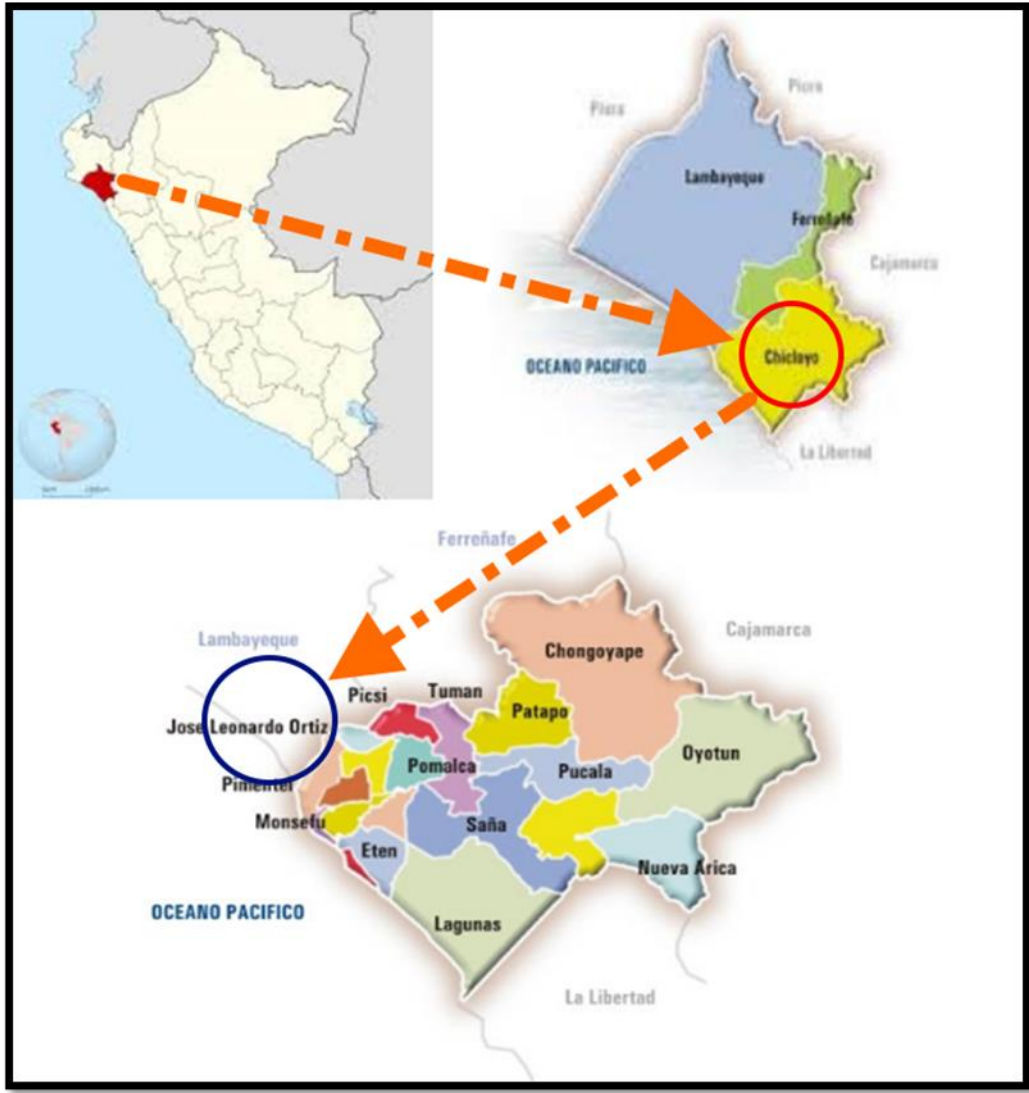 Piura
Piura
Lambayeque
Ferreñafe
Cajamarca
OCEANO PACIFICO
Chiclayo
La Libertad
Ferreñafe
Cajamarca
Lambayeque
Chongoyape
Picsi
Tuman
Patapo
Jose Leonardo Ortiz
Oyotun
Pomalca
Pucala
Pimentel
Monsefu
Saña
Eten
Nueva Arica
OCEANO PACIFICO
Lagunas
La Libertad